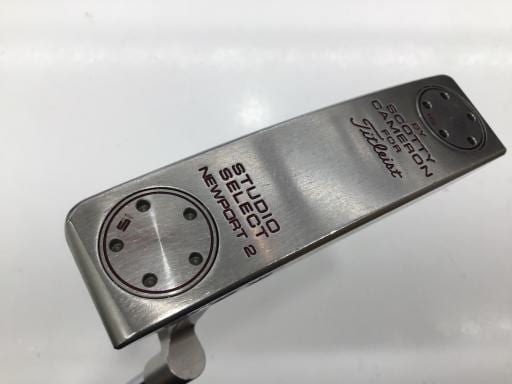 STUDIO
SELECT
NEWPORT 2
BY
SCOTTY
CAMERON
FOR
Titleist
S